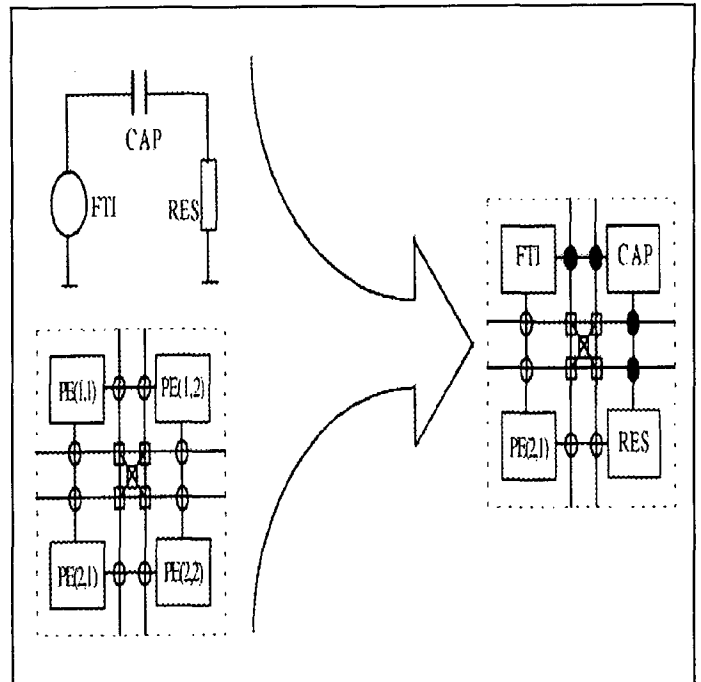 CAP
FTI
RES
PE(1,1)
PE(1,2)
PE(2,1)
PE(2,2)
FTI
CAP
PE(2,1)
RES